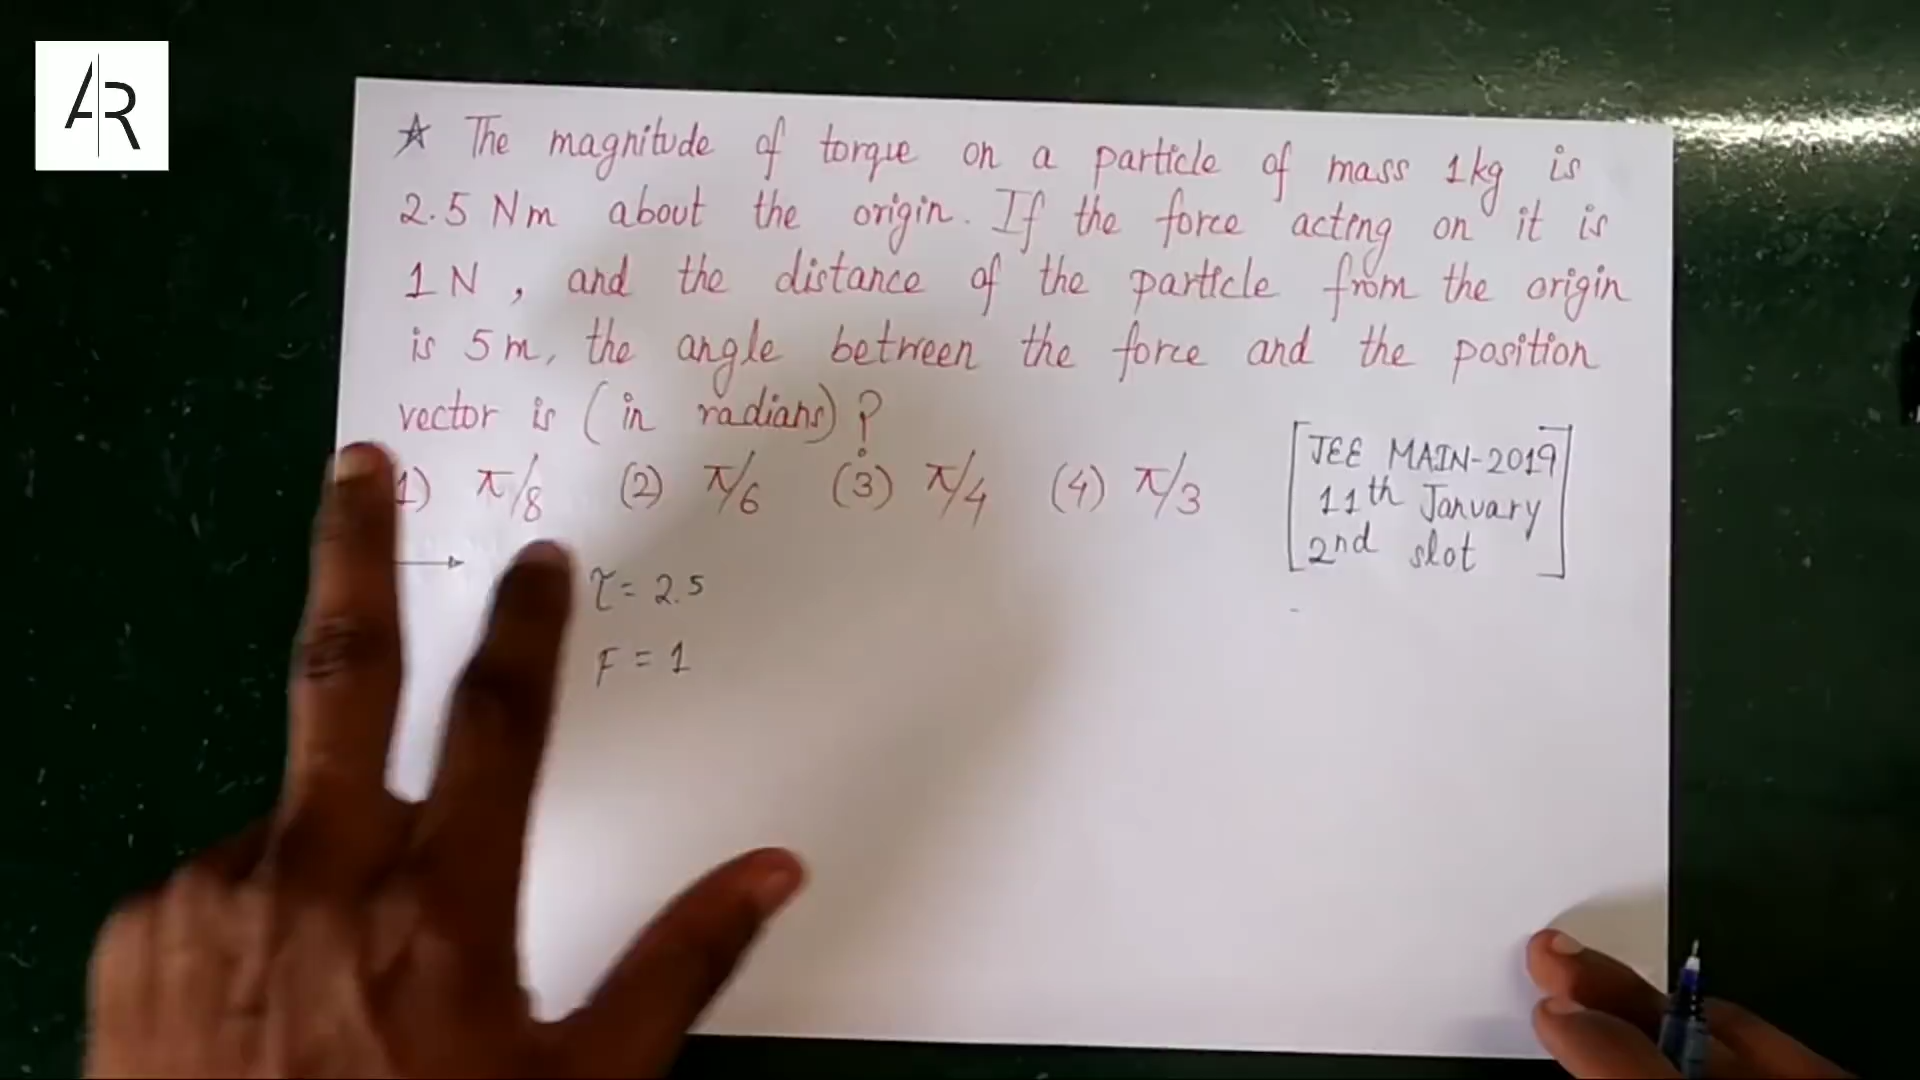 AR
☆ The magnitude of torque on a particle of mass 1kg is
2.5 Nm about the origin. If the force acting on it is
1 N , and the distance of the particle from the origin
is 5m, the angle between the force and the position
vector is (in radians)?
1) π/8 (2) π/6 (3) π/4 (4) π/3
[JEE MAIN-2019
11th January
2nd slot]
τ = 2.5
F = 1